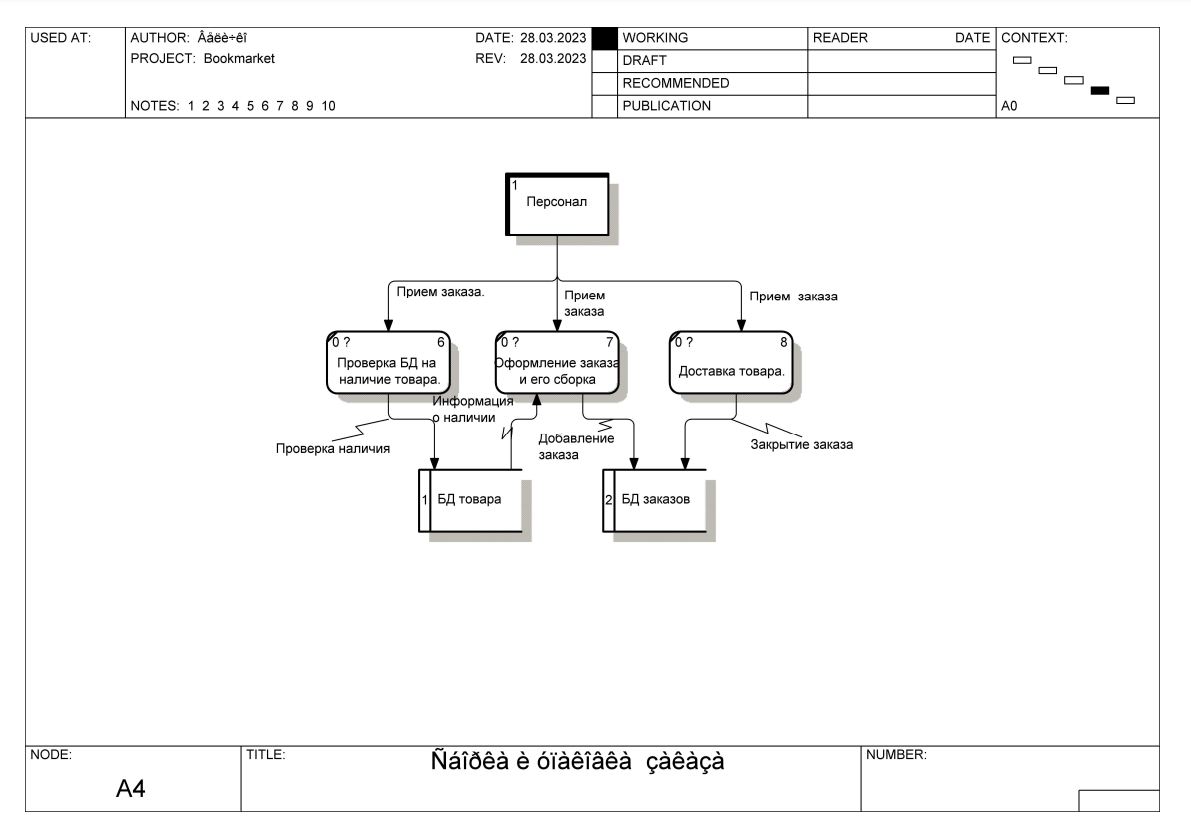 USED AT:
AUTHOR: Âåëè÷êî
DATE: 28.03.2023
WORKING
READER
DATE
CONTEXT:
PROJECT: Bookmarket
REV: 28.03.2023
DRAFT
RECOMMENDED
NOTES: 1 2 3 4 5 6 7 8 9 10
PUBLICATION
A0
1
Персонал
Прием заказа.
Прием
заказа
Прием заказа
0 ?
6
Проверка БД на
наличие товара.
0 ?
7
Оформление заказа
и его сборка
0 ?
8
Доставка товара.
Информация
о наличии
Проверка наличия
Добавление
заказа
Закрытие заказа
1
БД товара
2
БД заказов
NODE:
A4
TITLE:
Ñáîðêà è óïàêîâêà çàêàçà
NUMBER: